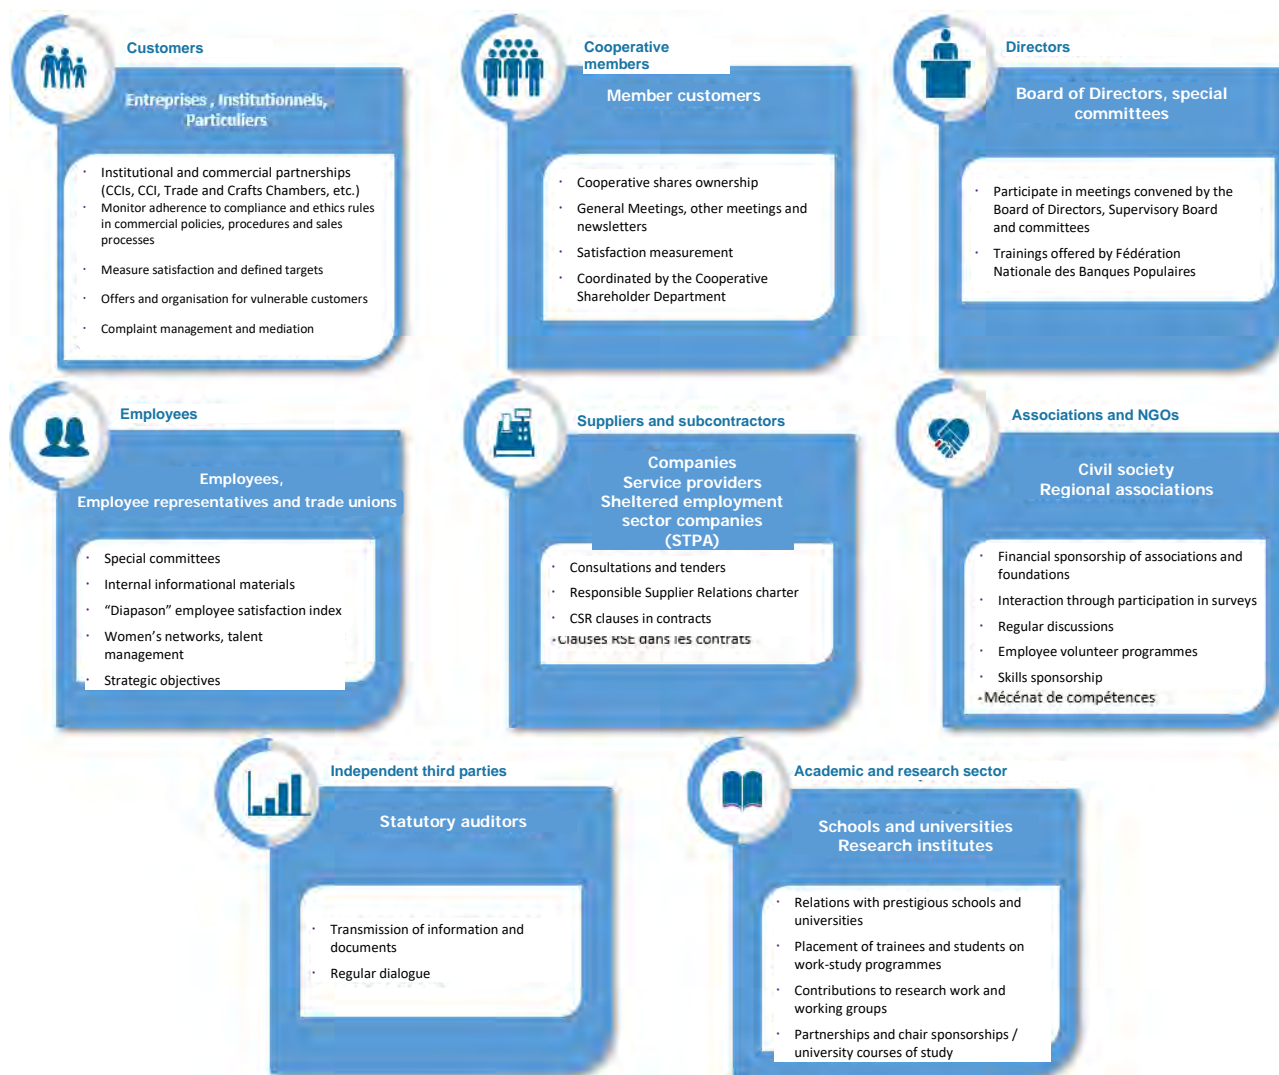 Customers
Entreprises , Institutionnels,
Particuliers
· Institutional and commercial partnerships
(CCIs, CCI, Trade and Crafts Chambers, etc.)
· Monitor adherence to compliance and ethics rules
in commercial policies, procedures and sales
processes
· Measure satisfaction and defined targets
· Offers and organisation for vulnerable customers
· Complaint management and mediation
Cooperative
members
Member customers
· Cooperative shares ownership
· General Meetings, other meetings and
newsletters
· Satisfaction measurement
· Coordinated by the Cooperative
Shareholder Department
Directors
Board of Directors, special
committees
· Participate in meetings convened by the
Board of Directors, Supervisory Board
and committees
· Trainings offered by Fédération
Nationale des Banques Populaires
Employees
Employees,
Employee representatives and trade unions
· Special committees
· Internal informational materials
· “Diapason” employee satisfaction index
· Women’s networks, talent
management
· Strategic objectives
Suppliers and subcontractors
Companies
Service providers
Sheltered employment
sector companies
(STPA)
· Consultations and tenders
· Responsible Supplier Relations charter
· CSR clauses in contracts
-Clauses RSE dans les contrats
Associations and NGOs
Civil society
Regional associations
· Financial sponsorship of associations and
foundations
· Interaction through participation in surveys
· Regular discussions
· Employee volunteer programmes
· Skills sponsorship
-Mécénat de compétences
Independent third parties
Statutory auditors
· Transmission of information and
documents
· Regular dialogue
Academic and research sector
Schools and universities
Research institutes
· Relations with prestigious schools and
universities
· Placement of trainees and students on
work-study programmes
· Contributions to research work and
working groups
· Partnerships and chair sponsorships /
university courses of study